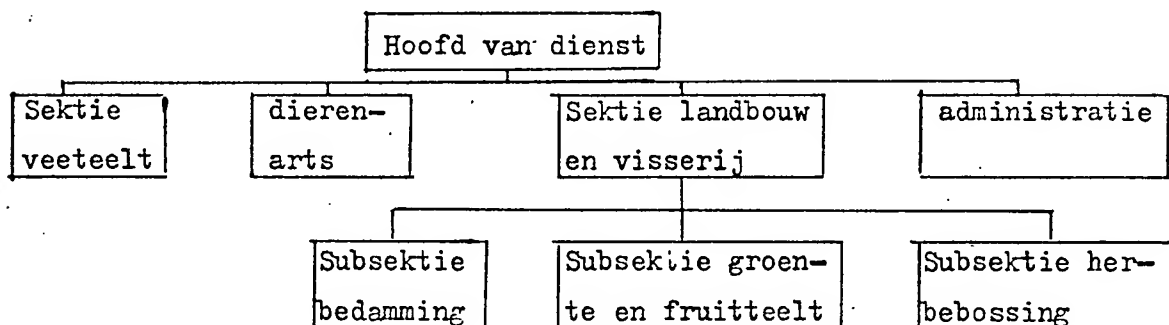 Hoofd van dienst
Sektie
veeteelt
dieren-
arts
Sektie landbouw
en visserij
administratie
Subsektie
bedamming
Subsektie groen-
te en fruitteelt
Subsektie her-
bebossing